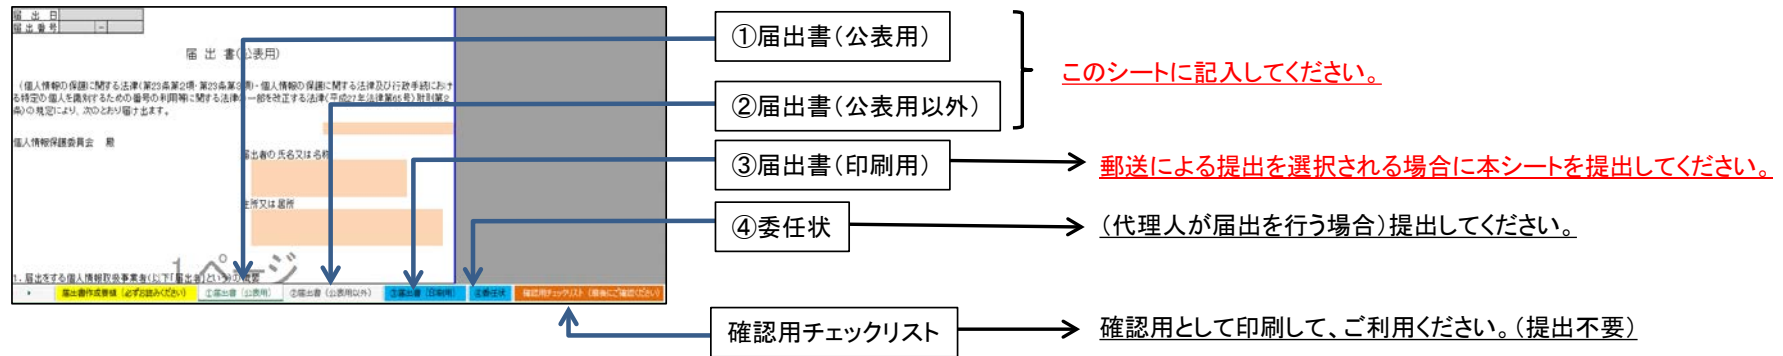 届 出 日
届 出 番 号 －
届 出 書(公表用)
(個人情報の保護に関する法律(第23条第2項・第23条第3項)・個人情報の保護に関する法律及び行政手続におけ
る特定の個人を識別するための番号の利用等に関する法律の一部を改正する法律(平成27年法律第65号)附則第2
条)の規定により、次のとおり届け出ます。
個人情報保護委員会 殿
届出者の 氏名又は名称
住所又は居所
1 ページ
1. 届出をする個人情報取扱事業者(以下「届出者」という)の概要
届出書作成要領(必ずお読みください) ①届出書(公表用) ②届出書(公表用以外) ③届出書(印刷用) ④委任状 確認用チェックリスト(最後にご確認ください)
①届出書(公表用)
②届出書(公表用以外)
このシートに記入してください。
③届出書(印刷用)
郵送による提出を選択される場合に本シートを提出してください。
④委任状
(代理人が届出を行う場合)提出してください。
確認用チェックリスト
確認用として印刷して、ご利用ください。(提出不要)